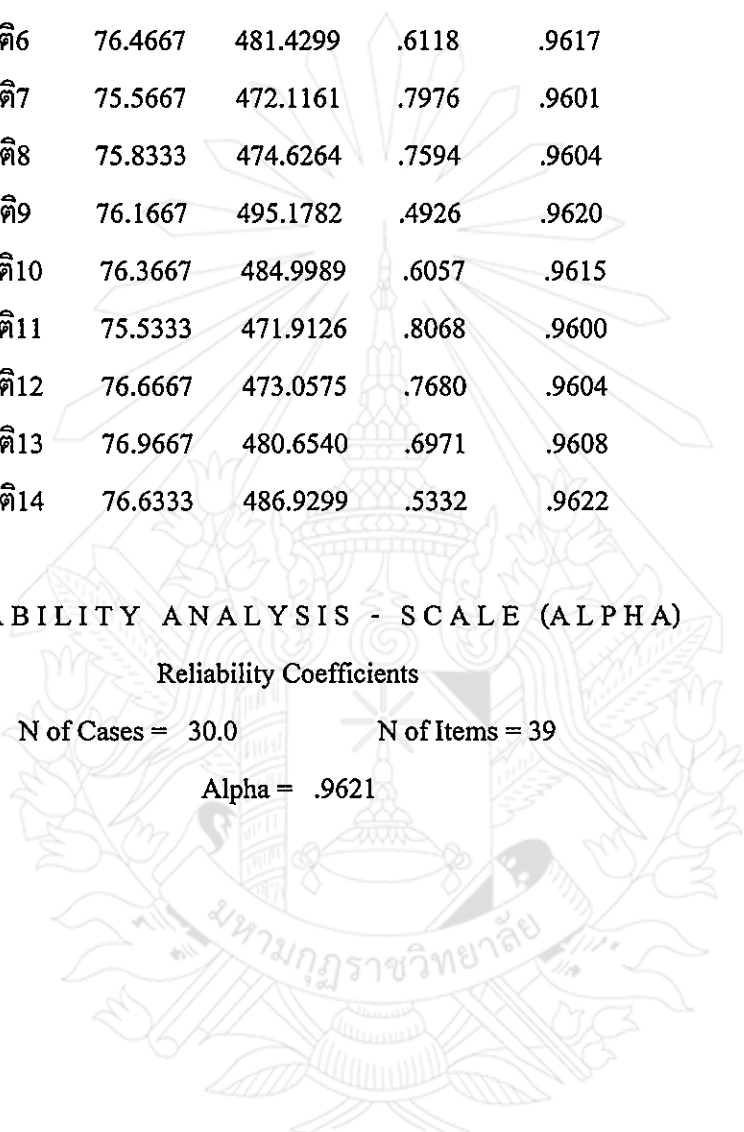 ติ6 76.4667 481.4299 .6118 .9617
ติ7 75.5667 472.1161 .7976 .9601
ติ8 75.8333 474.6264 .7594 .9604
ติ9 76.1667 495.1782 .4926 .9620
ติ10 76.3667 484.9989 .6057 .9615
ติ11 75.5333 471.9126 .8068 .9600
ติ12 76.6667 473.0575 .7680 .9604
ติ13 76.9667 480.6540 .6971 .9608
ติ14 76.6333 486.9299 .5332 .9622
A B I L I T Y A N A L Y S I S - S C A L E (A L P H A)
Reliability Coefficients
N of Cases = 30.0 N of Items = 39
Alpha = .9621
มหามกุฏราชวิทยาลัย